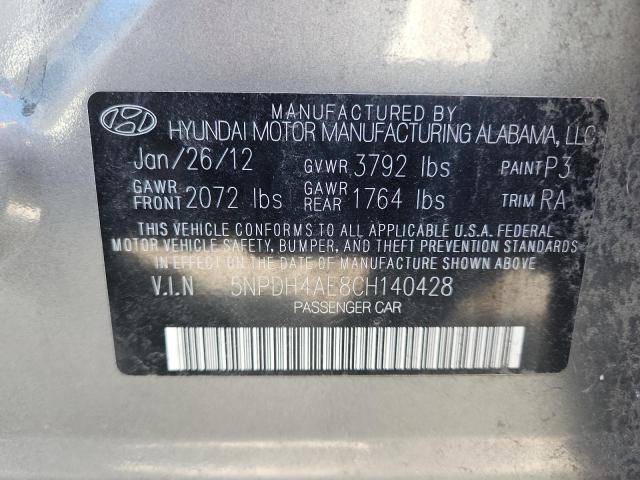 MANUFACTURED BY
HYUNDAI MOTOR MANUFACTURING ALABAMA, LLC
Jan/26/12 GVWR 3792 lbs PAINT P3
GAWR FRONT 2072 lbs GAWR REAR 1764 lbs TRIM RA
THIS VEHICLE CONFORMS TO ALL APPLICABLE U.S.A. FEDERAL
MOTOR VEHICLE SAFETY, BUMPER, AND THEFT PREVENTION STANDARDS
IN EFFECT ON THE DATE OF MANUFACTURE SHOWN ABOVE.
V.I.N 5NPDH4AE8CH140428
PASSENGER CAR